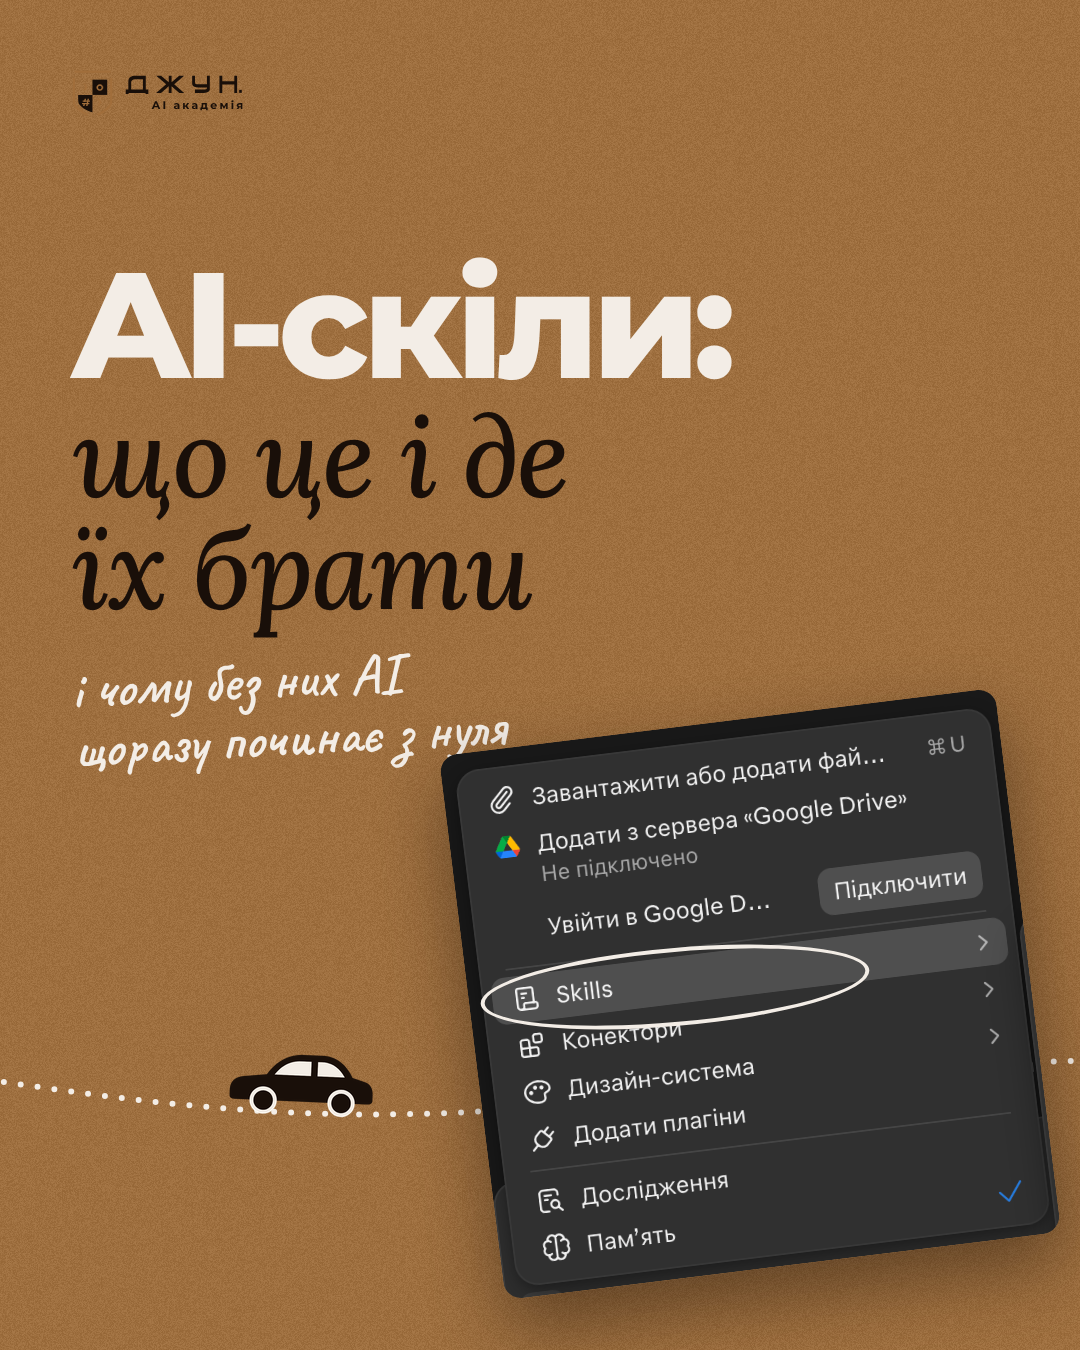 ДЖУН.
AI академія
АІ-скіли:
що це і де
їх брати
і чому без них AI
щоразу починає з нуля
Завантажити або додати фай... ⌘U
Додати з сервера «Google Drive»
Не підключено
Увійти в Google D... Підключити
Skills
Конектори
Дизайн-система
Додати плагіни
Дослідження
Пам'ять